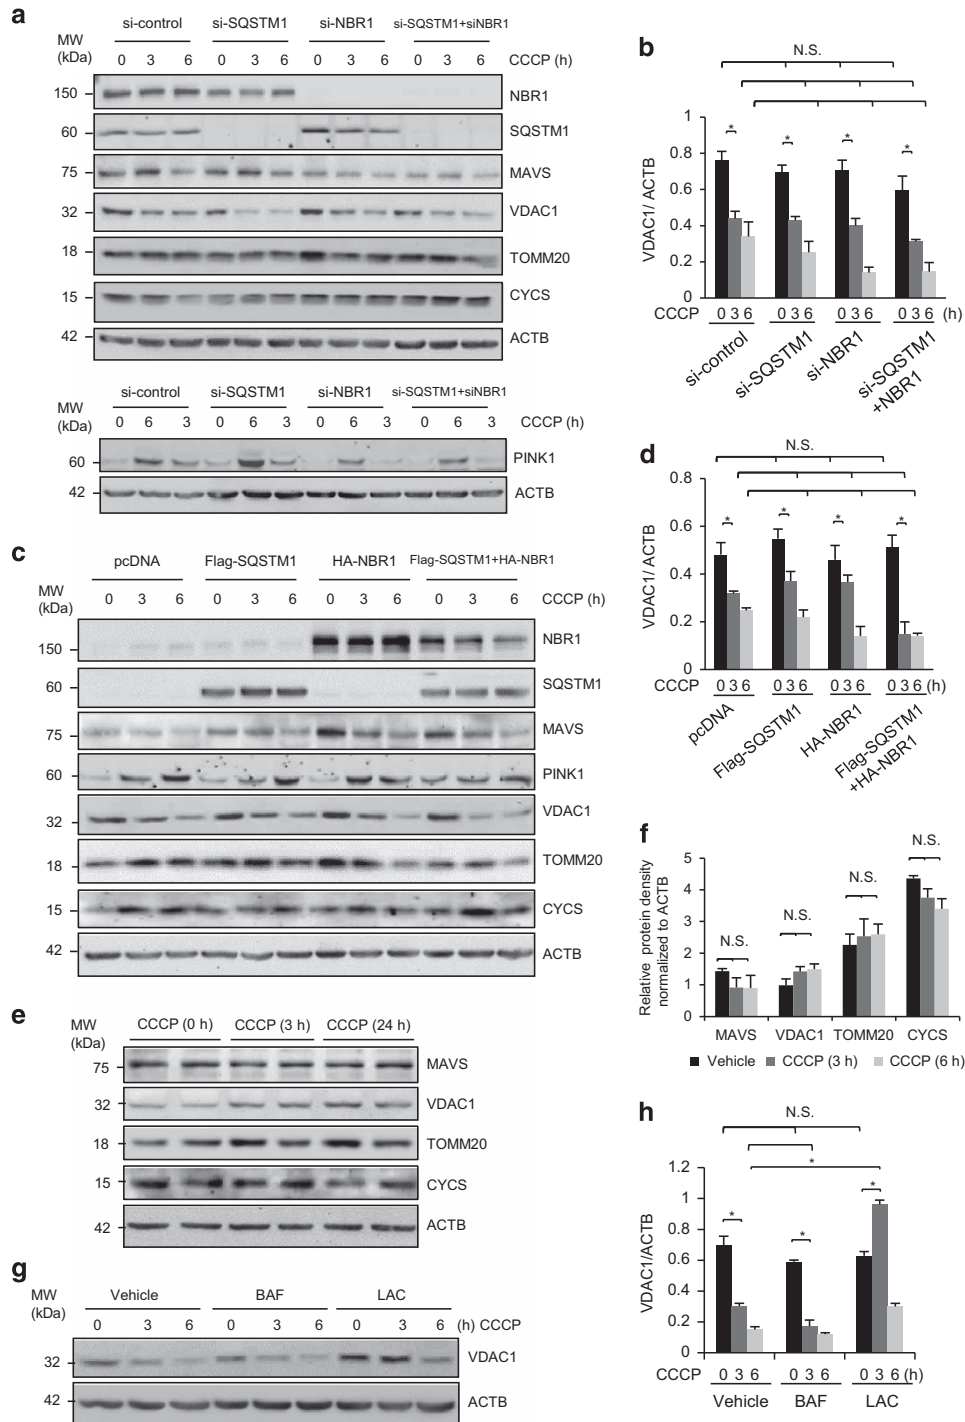 a
si-control si-SQSTM1 si-NBR1 si-SQSTM1+siNBR1
MW
(kDa)
0 3 6 0 3 6 0 3 6 0 3 6 CCCP (h)
150 NBR1
60 SQSTM1
75 MAVS
32 VDAC1
18 TOMM20
15 CYCS
42 ACTB
si-control si-SQSTM1 si-NBR1 si-SQSTM1+siNBR1
MW
(kDa)
0 6 3 0 6 3 0 6 3 0 6 3 CCCP (h)
60 PINK1
42 ACTB
b
N.S.
* * * *
VDAC1/ ACTB
1
0.8
0.6
0.4
0.2
0
CCCP 0 3 6 0 3 6 0 3 6 0 3 6 (h)
si-control
si-SQSTM1
si-NBR1
si-SQSTM1
+NBR1
c
pcDNA Flag-SQSTM1 HA-NBR1 Flag-SQSTM1+HA-NBR1
MW
(kDa)
0 3 6 0 3 6 0 3 6 0 3 6 CCCP (h)
150 NBR1
60 SQSTM1
75 MAVS
60 PINK1
32 VDAC1
18 TOMM20
15 CYCS
42 ACTB
d
N.S.
* * * *
VDAC1/ ACTB
0.8
0.6
0.4
0.2
0
CCCP 0 3 6 0 3 6 0 3 6 0 3 6 (h)
pcDNA
Flag-SQSTM1
HA-NBR1
Flag-SQSTM1
+HA-NBR1
e
MW
(kDa)
CCCP (0 h) CCCP (3 h) CCCP (24 h)
75 MAVS
32 VDAC1
18 TOMM20
15 CYCS
42 ACTB
f
Relative protein density
normalized to ACTB
5
4
3
2
1
0
N.S. N.S. N.S. N.S.
MAVS VDAC1 TOMM20 CYCS
Vehicle CCCP (3 h) CCCP (6 h)
g
MW
(kDa)
Vehicle BAF LAC
0 3 6 0 3 6 0 3 6 (h) CCCP
32 VDAC1
42 ACTB
h
N.S.
*
* * *
VDAC1/ACTB
1.2
1
0.8
0.6
0.4
0.2
0
CCCP 0 3 6 0 3 6 0 3 6 (h)
Vehicle BAF LAC